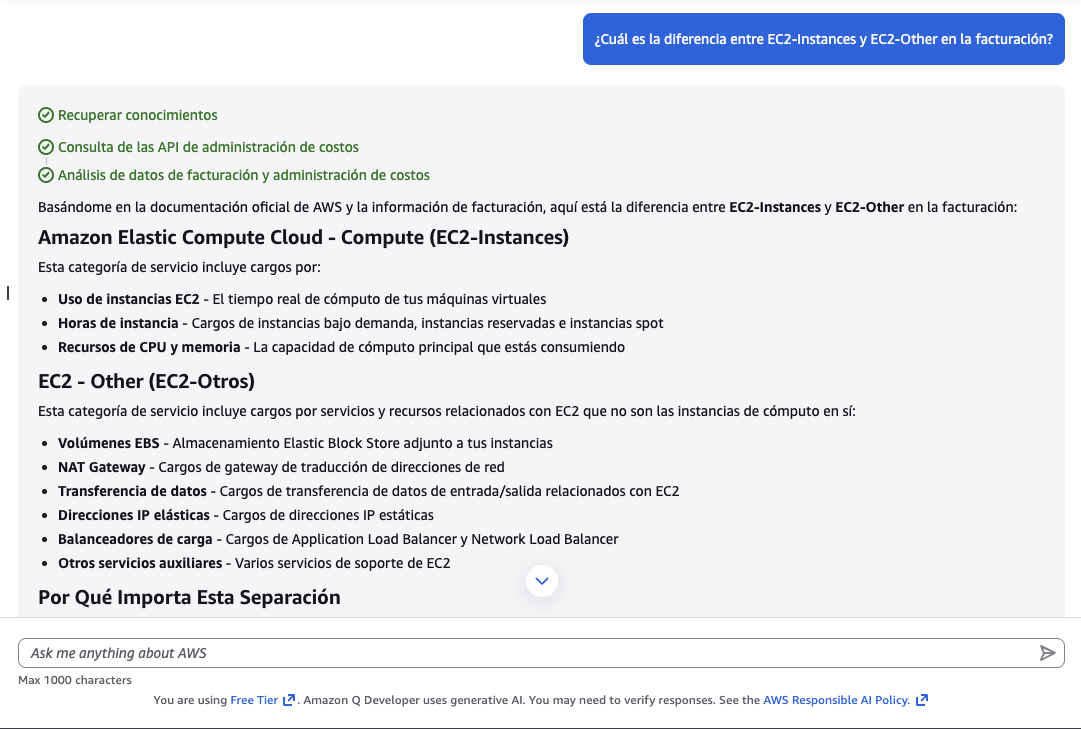 ¿Cuál es la diferencia entre EC2-Instances y EC2-Other en la facturación?
Recuperar conocimientos
Consulta de las API de administración de costos
Análisis de datos de facturación y administración de costos
Basándome en la documentación oficial de AWS y la información de facturación, aquí está la diferencia entre EC2-Instances y EC2-Other en la facturación:
Amazon Elastic Compute Cloud - Compute (EC2-Instances)
Esta categoría de servicio incluye cargos por:
• Uso de instancias EC2 - El tiempo real de cómputo de tus máquinas virtuales
• Horas de instancia - Cargos de instancias bajo demanda, instancias reservadas e instancias spot
• Recursos de CPU y memoria - La capacidad de cómputo principal que estás consumiendo
EC2 - Other (EC2-Otros)
Esta categoría de servicio incluye cargos por servicios y recursos relacionados con EC2 que no son las instancias de cómputo en sí:
• Volúmenes EBS - Almacenamiento Elastic Block Store adjunto a tus instancias
• NAT Gateway - Cargos de gateway de traducción de direcciones de red
• Transferencia de datos - Cargos de transferencia de datos de entrada/salida relacionados con EC2
• Direcciones IP elásticas - Cargos de direcciones IP estáticas
• Balanceadores de carga - Cargos de Application Load Balancer y Network Load Balancer
• Otros servicios auxiliares - Varios servicios de soporte de EC2
Por Qué Importa Esta Separación
Ask me anything about AWS
Max 1000 characters
You are using Free Tier. Amazon Q Developer uses generative AI. You may need to verify responses. See the AWS Responsible AI Policy.